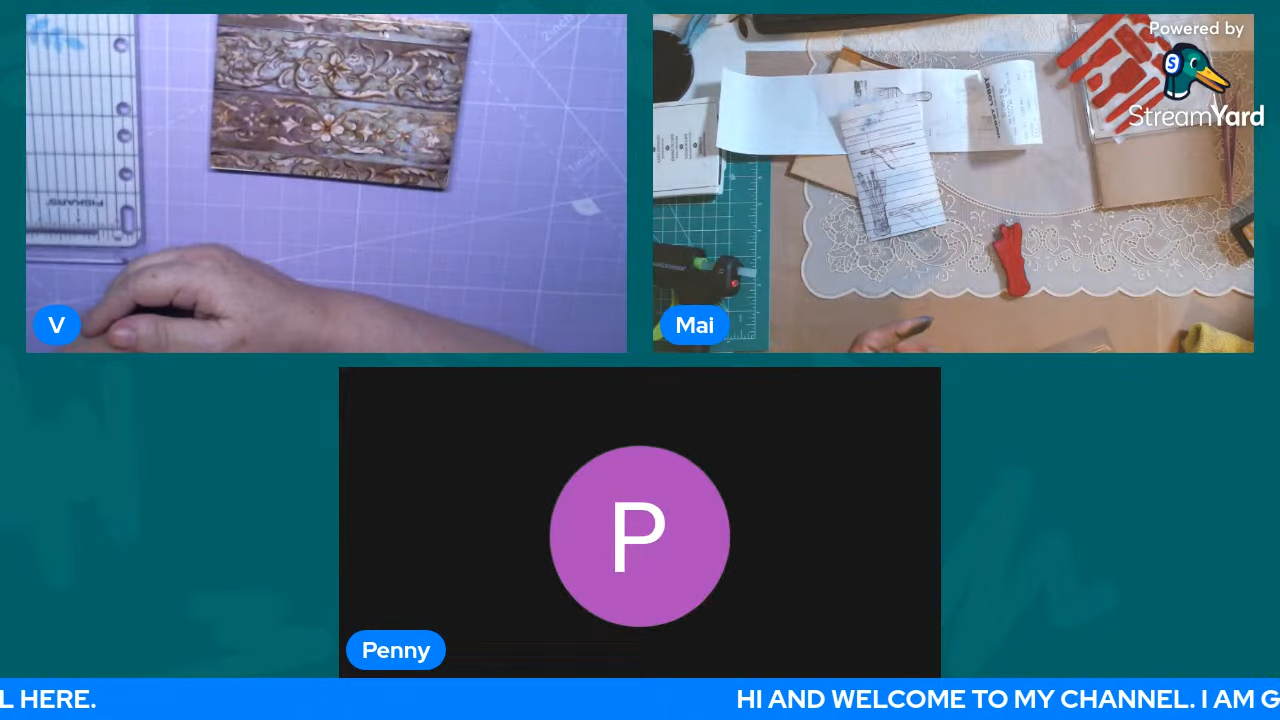 Powered by
StreamYard
FISKARS
V
Mai
P
Penny
L HERE.
HI AND WELCOME TO MY CHANNEL. I AM G